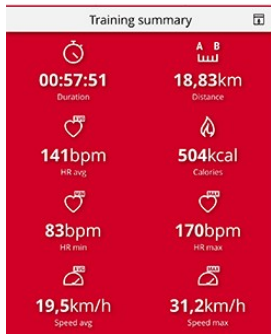 Training summary
A B
00:57:51 18,83km
Duration Distance
AVG
141bpm 504kcal
HR avg Calories
MIN MAX
83bpm 170bpm
HR min HR max
AVG MAX
19,5km/h 31,2km/h
Speed avg Speed max